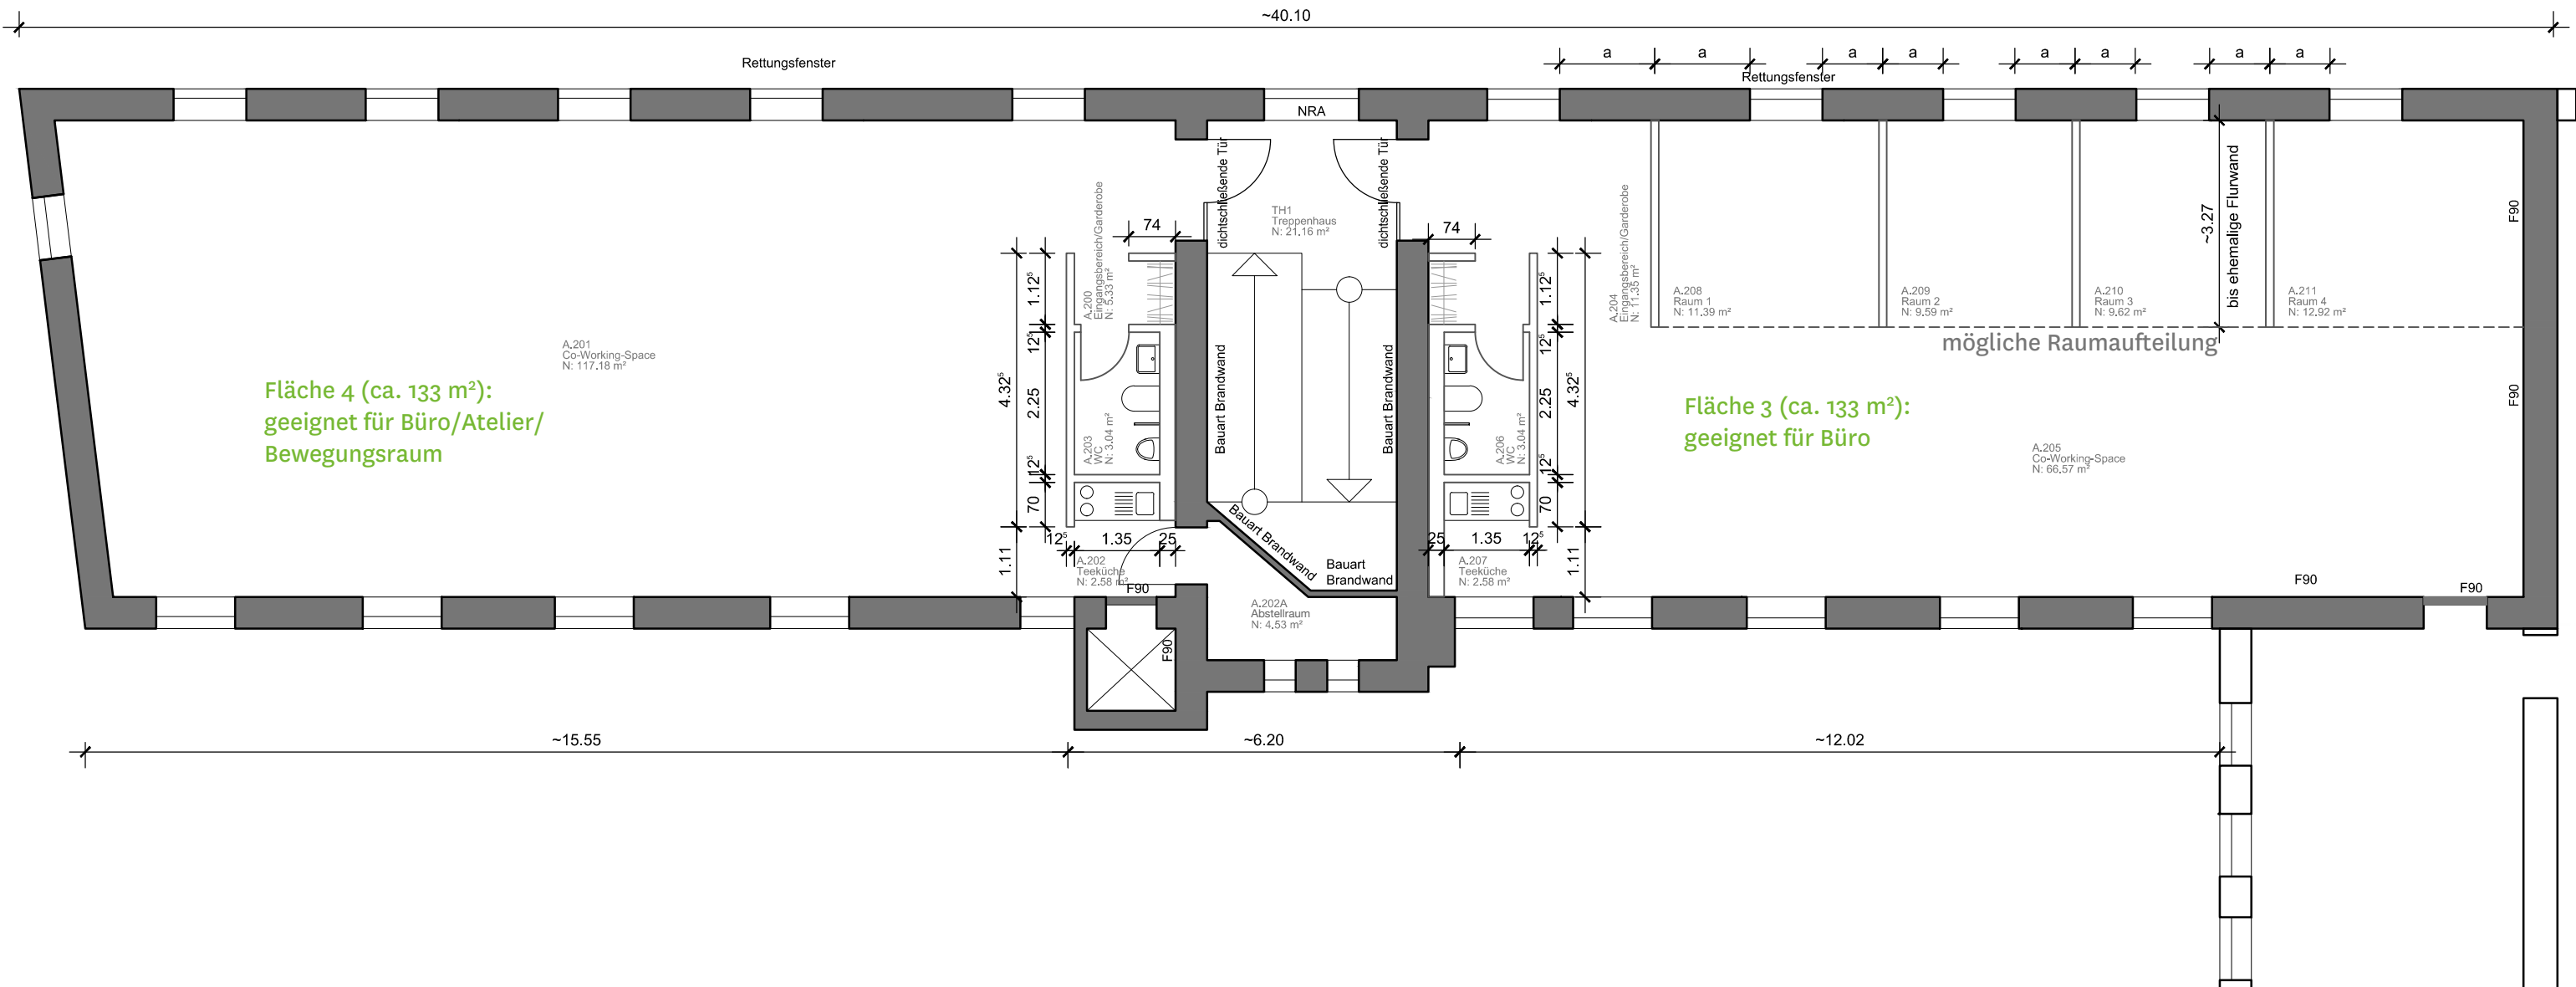 ~40.10
a
a
a
a
a
a
a
a
Rettungsfenster
Rettungsfenster
NRA
dichtschließende Tür
dichtschließende Tür
TH1
Treppenhaus
N: 21.16 m²
74
74
A.200
Eingangsbereich/Garderobe
N: 5.33 m²
A.204
Eingangsbereich/Garderobe
N: 11.35 m²
~3.27
bis ehemalige Flurwand
F90
A.208
Raum 1
N: 11.39 m²
A.209
Raum 2
N: 9.59 m²
A.210
Raum 3
N: 9.62 m²
A.211
Raum 4
N: 12.92 m²
mögliche Raumaufteilung
1.12⁵
12⁵
2.25
12⁵
70
4.32⁵
1.11
1.12⁵
12⁵
2.25
12⁵
70
4.32⁵
1.11
A.201
Co-Working-Space
N: 117.18 m²
Fläche 4 (ca. 133 m²):
geeignet für Büro/Atelier/
Bewegungsraum
A.203
WC
N: 3.04 m²
Bauart Brandwand
Bauart Brandwand
A.206
WC
N: 3.04 m²
Fläche 3 (ca. 133 m²):
geeignet für Büro
F90
A.205
Co-Working-Space
N: 66.57 m²
Bauart Brandwand
Bauart
Brandwand
12⁵
1.35
25
25
1.35
12⁵
A.202
Teeküche
N: 2.58 m²
F90
A.207
Teeküche
N: 2.58 m²
F90
F90
A.202A
Abstellraum
N: 4.53 m²
F90
~15.55
~6.20
~12.02